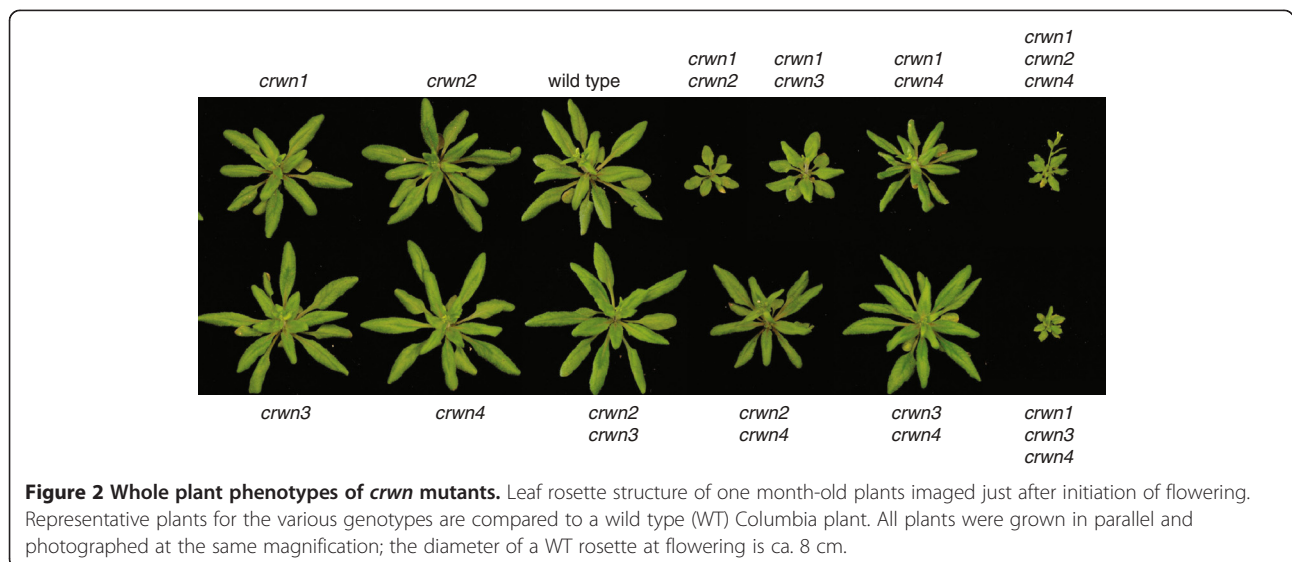 crwn1
crwn2
wild type
crwn1
crwn2
crwn1
crwn3
crwn1
crwn4
crwn1
crwn2
crwn4
crwn3
crwn4
crwn2
crwn3
crwn2
crwn4
crwn3
crwn4
crwn1
crwn3
crwn4
Figure 2 Whole plant phenotypes of crwn mutants. Leaf rosette structure of one month-old plants imaged just after initiation of flowering.
Representative plants for the various genotypes are compared to a wild type (WT) Columbia plant. All plants were grown in parallel and
photographed at the same magnification; the diameter of a WT rosette at flowering is ca. 8 cm.